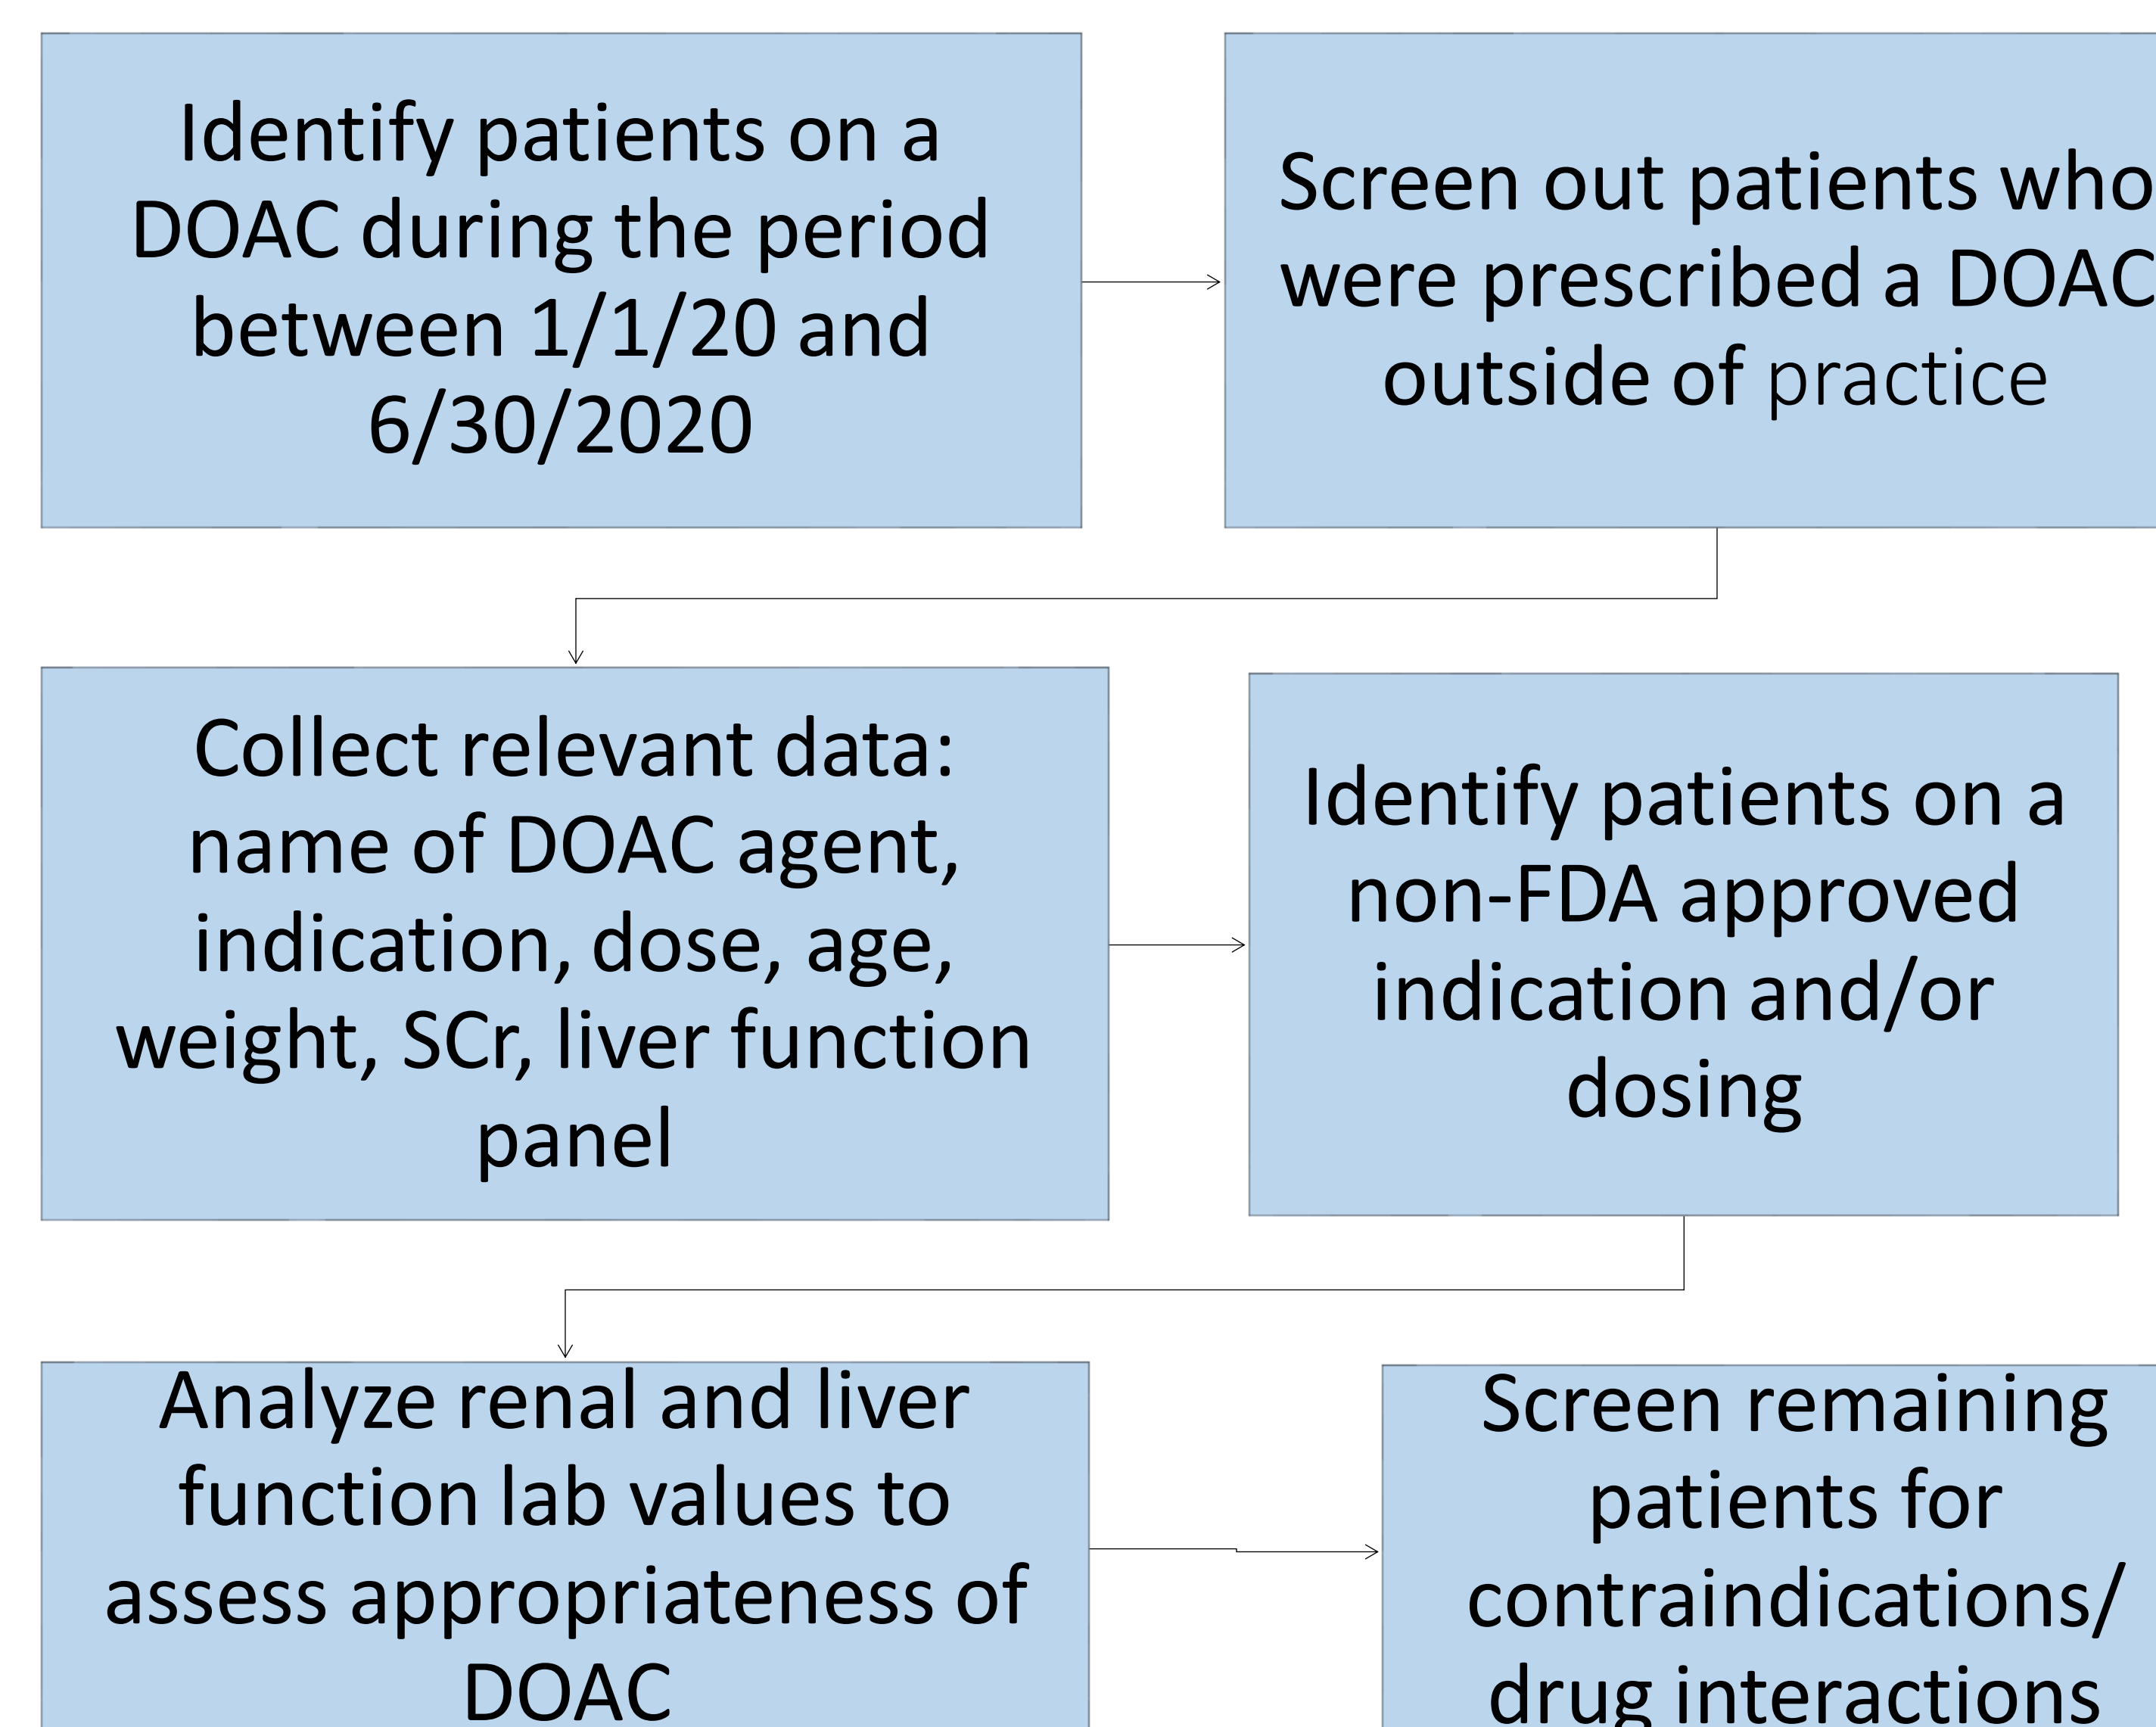 Identify patients on a
DOAC during the period
between 1/1/20 and
6/30/2020
Screen out patients who
were prescribed a DOAC
outside of practice
Collect relevant data:
name of DOAC agent,
indication, dose, age,
weight, SCr, liver function
panel
Identify patients on a
non-FDA approved
indication and/or
dosing
Analyze renal and liver
function lab values to
assess appropriateness of
DOAC
Screen remaining
patients for
contraindications/
drug interactions